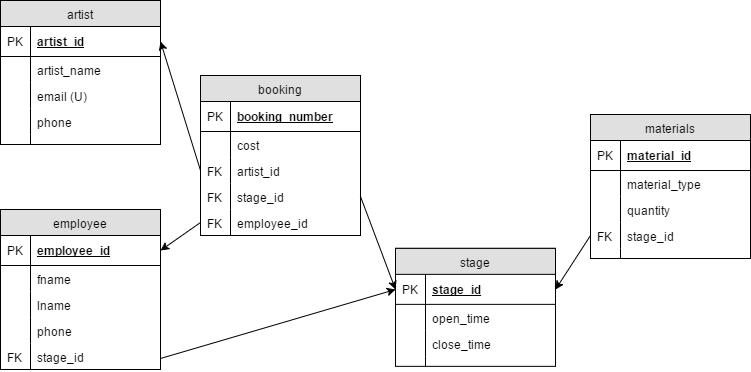 artist
PK artist_id
artist_name
email (U)
phone
booking
PK booking_number
cost
FK artist_id
FK stage_id
FK employee_id
materials
PK material_id
material_type
quantity
FK stage_id
employee
PK employee_id
fname
lname
phone
FK stage_id
stage
PK stage_id
open_time
close_time